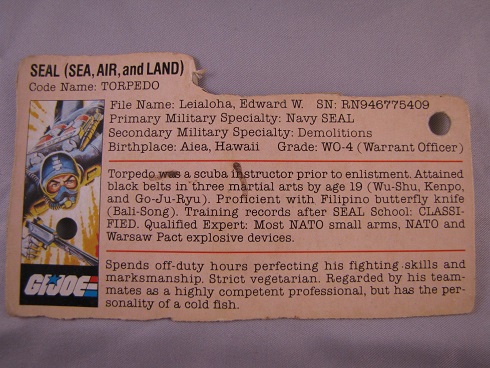 SEAL (SEA, AIR, and LAND)
Code Name: TORPEDO
File Name: Leialoha, Edward W. SN: RN946775409
Primary Military Specialty: Navy SEAL
Secondary Military Specialty: Demolitions
Birthplace: Aiea, Hawaii Grade: WO-4 (Warrant Officer)
Torpedo was a scuba instructor prior to enlistment. Attained
black belts in three martial arts by age 19 (Wu-Shu, Kenpo,
and Go-Ju-Ryu). Proficient with Filipino butterfly knife
(Bali-Song). Training records after SEAL School: CLASSI-
FIED. Qualified Expert: Most NATO small arms, NATO and
Warsaw Pact explosive devices.
Spends off-duty hours perfecting his fighting skills and
marksmanship. Strict vegetarian. Regarded by his team-
mates as a highly competent professional, but has the per-
sonality of a cold fish.
GI JOE